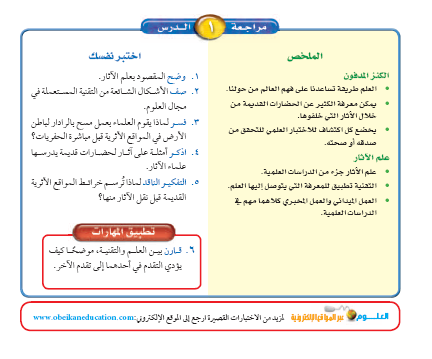 مراجعة ١ الدرس
الملخص
الكنز المدفون
• العلم طريقة تساعدنا على فهم العالم من حولنا.
• يمكن معرفة الكثير عن الحضارات القديمة من
خلال الآثار التي خلفوها.
• يخضع كل اكتشاف للاختبار العلمي للتحقق من
صدقه أو صحته.
علم الآثار
• علم الآثار جزء من الدراسات العلمية.
• التقنية تطبيق للمعرفة التي يتوصل إليها العلم.
• العمل الميداني والعمل المخبري كلاهما مهم في
الدراسات العلمية.
اختبر نفسك
١. وضح المقصود بعلم الآثار.
٢. صف الأشكال الشائعة من التقنية المستعملة في
مجال العلوم.
٣. فسر لماذا يقوم العلماء بعمل مسح بالرادار لباطن
الأرض في المواقع الأثرية قبل مباشرة الحفريات؟
٤. اذكر أمثلة على آثار لحضارات قديمة يدرسها
علماء الآثار.
٥. التفكير الناقد لماذا تُرسم خرائط المواقع الأثرية
القديمة قبل نقل الآثار منها؟
تطبيق المهارات
٦. قارن بين العلم والتقنية، موضحًا كيف
يؤدي التقدم في أحدهما إلى تقدم الآخر.
العلوم عبر المواقع الإلكترونية لمزيد من الاختبارات القصيرة ارجع إلى الموقع الإلكتروني: www.obeikaneducation.com